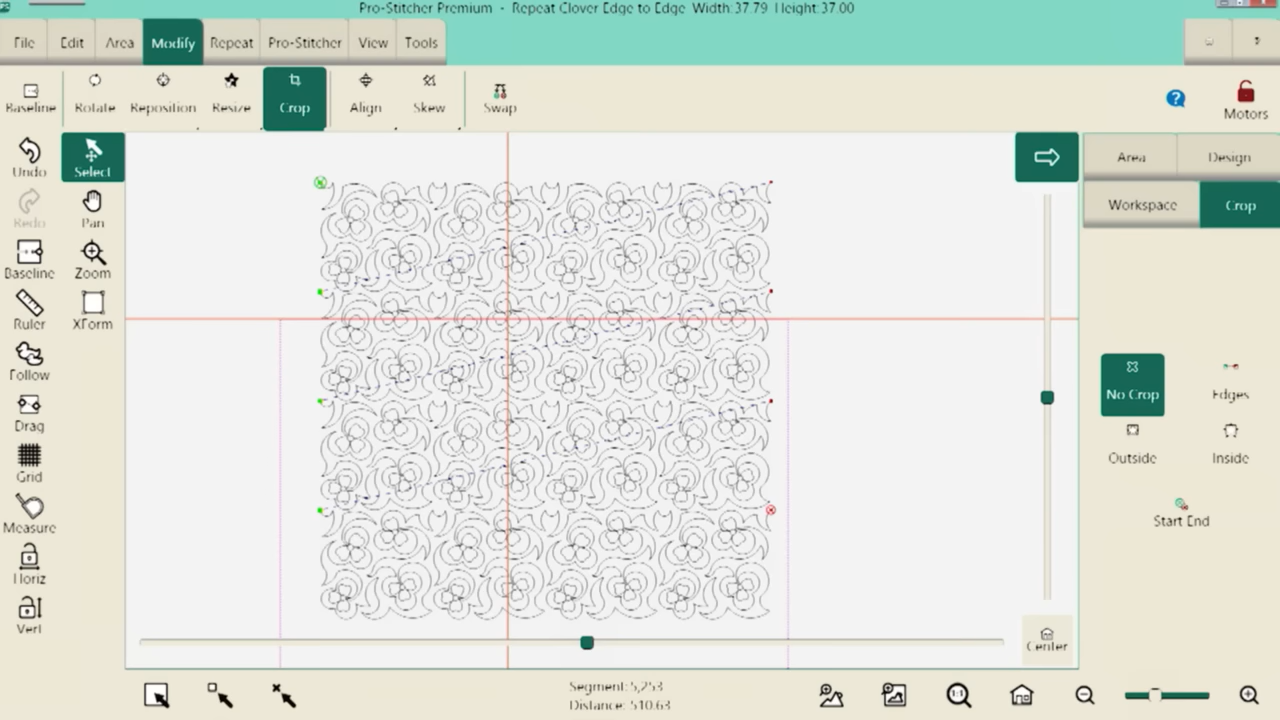 Pro-Stitcher Premium - Repeat Clover Edge to Edge Width:37.79 Height:37.00
File Edit Area Modify Repeat Pro-Stitcher View Tools
Baseline Rotate Reposition Resize Crop Align Skew Swap Motors
Undo Select
Redo Pan
Baseline Zoom
Ruler XForm
Follow
Drag
Grid
Measure
Horiz
Vert
Area Design
Workspace Crop
No Crop Edges
Outside Inside
Start End
Center
Segment:5,253
Distance: 510.63
1:1